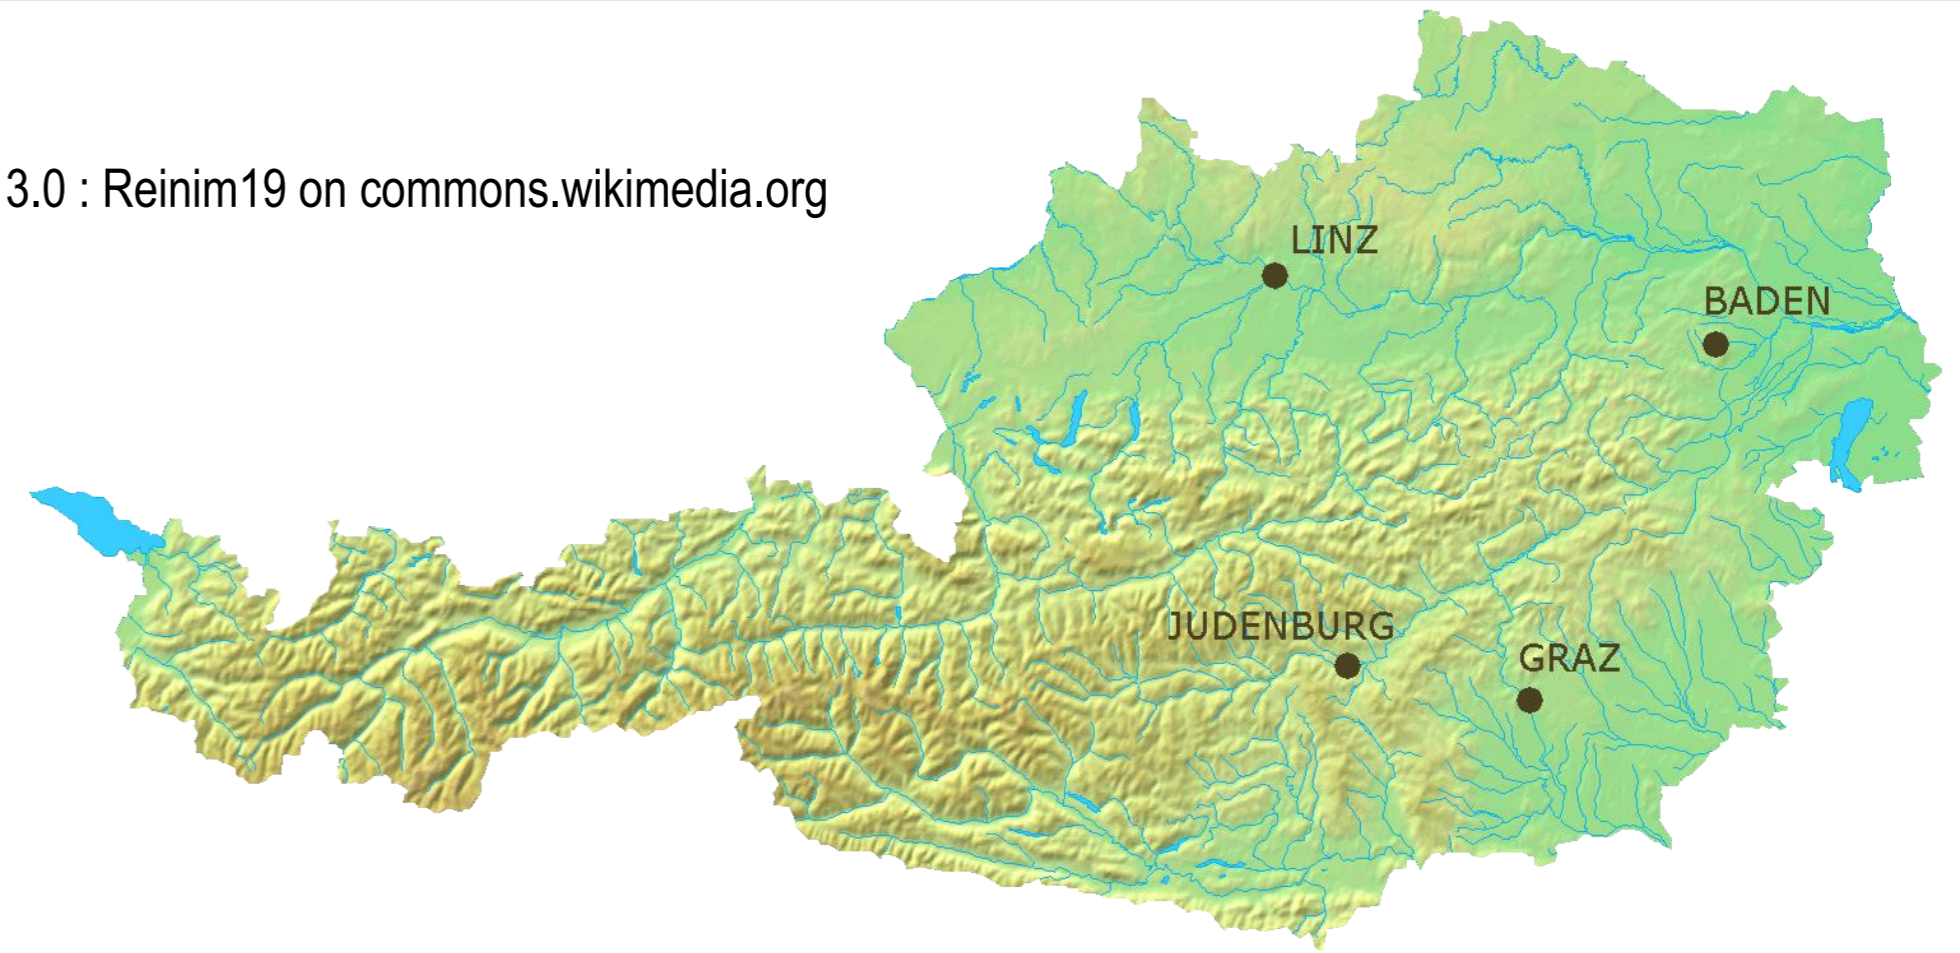 3.0 : Reinim19 on commons.wikimedia.org
LINZ
BADEN
JUDENBURG
GRAZ